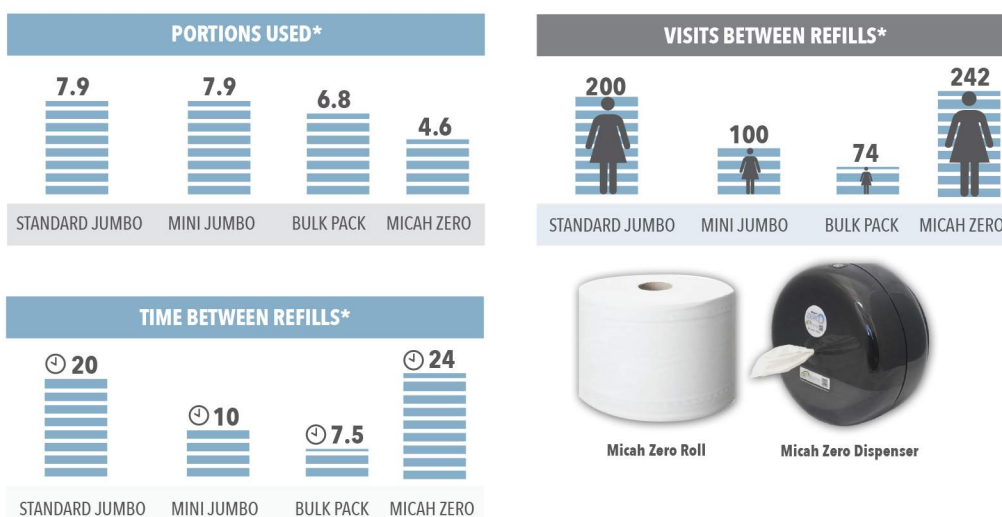 PORTIONS USED*
7.9
7.9
6.8
4.6
STANDARD JUMBO MINI JUMBO BULK PACK MICAH ZERO
VISITS BETWEEN REFILLS*
200
100
74
242
STANDARD JUMBO MINI JUMBO BULK PACK MICAH ZERO
TIME BETWEEN REFILLS*
20
10
7.5
24
STANDARD JUMBO MINI JUMBO BULK PACK MICAH ZERO
Micah Zero Roll
Micah Zero Dispenser